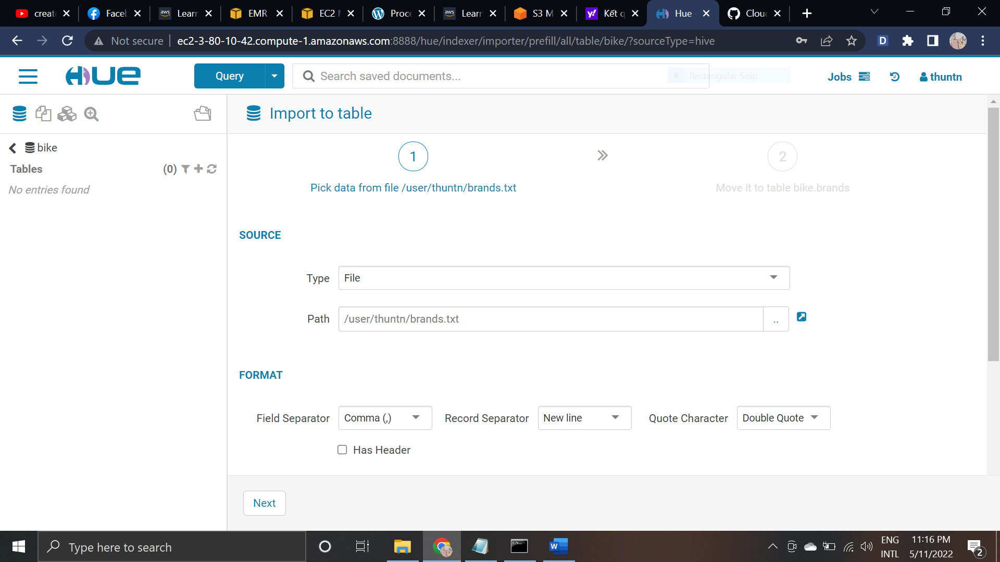 creat
Faceb
Learn
EMR
EC2 M
Proce
Learn
S3 M
Kết q
Hue -
Clou
Not secure
ec2-3-80-10-42.compute-1.amazonaws.com:8888/hue/indexer/importer/prefill/all/table/bike/?sourceType=hive
HUE
Query
Search saved documents...
Rectangular Snip
Jobs
thuntn
Import to table
bike
Tables
(0)
No entries found
1
2
Pick data from file /user/thuntn/brands.txt
Move it to table bike.brands
SOURCE
Type
File
Path
/user/thuntn/brands.txt
..
FORMAT
Field Separator
Comma (,)
Record Separator
New line
Quote Character
Double Quote
Has Header
Next
Type here to search
ENG
INTL
11:16 PM
5/11/2022
2